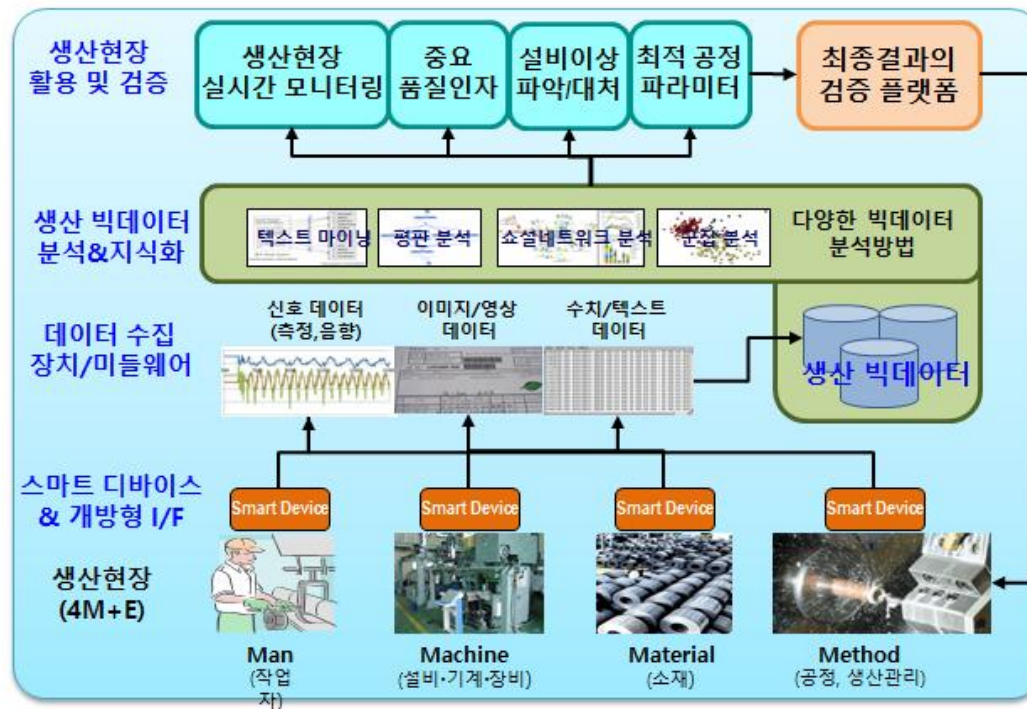 생산현장
활용 및 검증
생산현장
실시간 모니터링
중요
품질인자
설비이상
파악/대처
최적 공정
파라미터
최종결과의
검증 플랫폼
생산 빅데이터
분석&지식화
텍스트 마이닝
평판 분석
쇼셜네트워크 분석
군집 분석
다양한 빅데이터
분석방법
데이터 수집
장치/미들웨어
신호 데이터
(측정,음향)
이미지/영상
데이터
수치/텍스트
데이터
생산 빅데이터
스마트 디바이스
& 개방형 I/F
Smart Device
Smart Device
Smart Device
Smart Device
생산현장
(4M+E)
Man
(작업
자)
Machine
(설비·기계·장비)
Material
(소재)
Method
(공정, 생산관리)